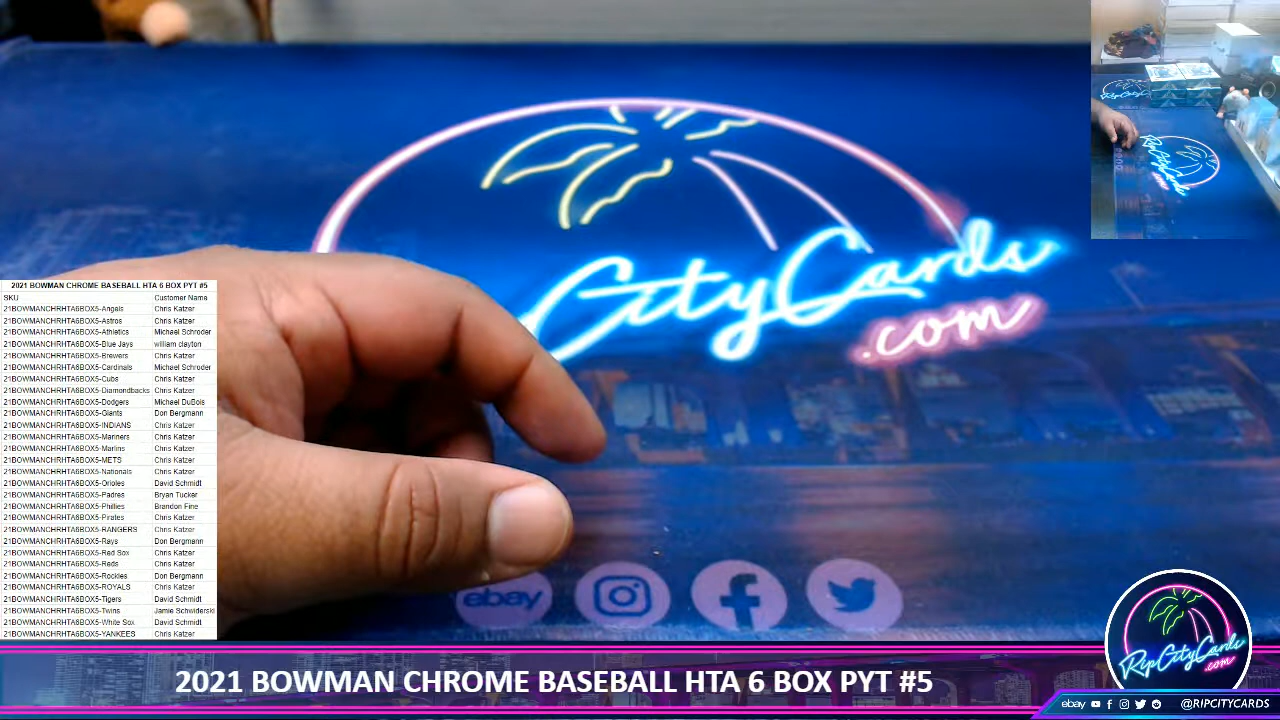 CityCards
.com
2021 BOWMAN CHROME BASEBALL HTA 6 BOX PYT #5
SKU Customer Name
21BOWMANCHRHTA6BOX5-Angels Chris Katzer
21BOWMANCHRHTA6BOX5-Astros Chris Katzer
21BOWMANCHRHTA6BOX5-Athletics Michael Schroder
21BOWMANCHRHTA6BOX5-Blue Jays william clayton
21BOWMANCHRHTA6BOX5-Brewers Chris Katzer
21BOWMANCHRHTA6BOX5-Cardinals Michael Schroder
21BOWMANCHRHTA6BOX5-Cubs Chris Katzer
21BOWMANCHRHTA6BOX5-Diamondbacks Chris Katzer
21BOWMANCHRHTA6BOX5-Dodgers Michael DuBois
21BOWMANCHRHTA6BOX5-Giants Don Bergmann
21BOWMANCHRHTA6BOX5-INDIANS Chris Katzer
21BOWMANCHRHTA6BOX5-Mariners Chris Katzer
21BOWMANCHRHTA6BOX5-Marlins Chris Katzer
21BOWMANCHRHTA6BOX5-METS Chris Katzer
21BOWMANCHRHTA6BOX5-Nationals Chris Katzer
21BOWMANCHRHTA6BOX5-Orioles David Schmidt
21BOWMANCHRHTA6BOX5-Padres Bryan Tucker
21BOWMANCHRHTA6BOX5-Phillies Brandon Fine
21BOWMANCHRHTA6BOX5-Pirates Chris Katzer
21BOWMANCHRHTA6BOX5-RANGERS Chris Katzer
21BOWMANCHRHTA6BOX5-Rays Don Bergmann
21BOWMANCHRHTA6BOX5-Red Sox Chris Katzer
21BOWMANCHRHTA6BOX5-Reds Chris Katzer
21BOWMANCHRHTA6BOX5-Rockies Don Bergmann
21BOWMANCHRHTA6BOX5-ROYALS Chris Katzer
21BOWMANCHRHTA6BOX5-Tigers David Schmidt
21BOWMANCHRHTA6BOX5-Twins Jamie Schwiderski
21BOWMANCHRHTA6BOX5-White Sox David Schmidt
21BOWMANCHRHTA6BOX5-YANKEES Chris Katzer
ebay
2021 BOWMAN CHROME BASEBALL HTA 6 BOX PYT #5
RipCityCards
.com
ebay @RIPCITYCARDS